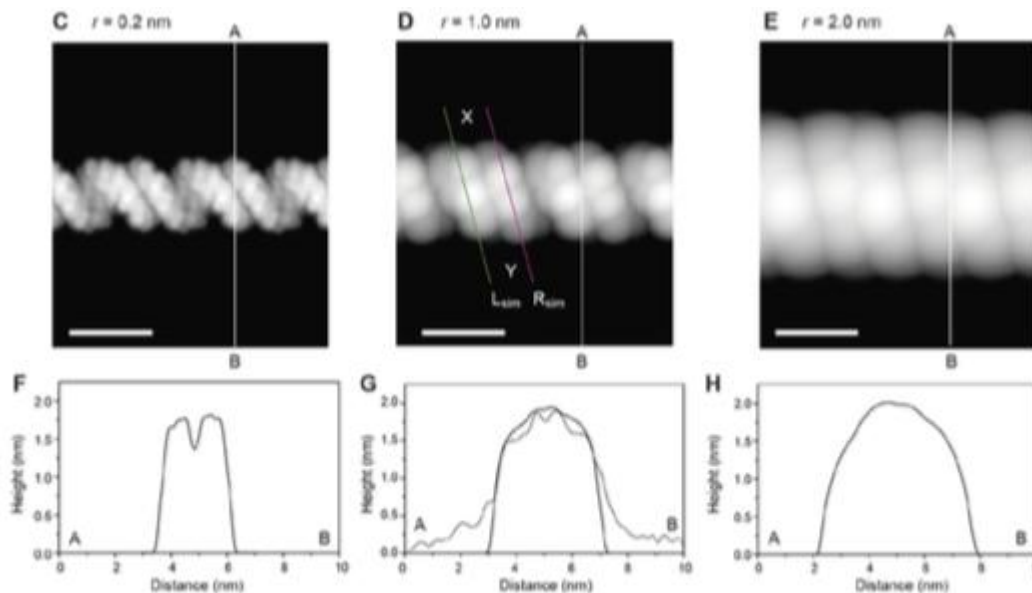 C r = 0.2 nm
A
B
D r = 1.0 nm
A
X
Y
Lsim Rsim
B
E r = 2.0 nm
A
B
F
Height (nm)
2.0
1.5
1.0
0.5
0.0
A
B
0 2 4 6 8 10
Distance (nm)
G
Height (nm)
2.0
1.5
1.0
0.5
0.0
A
B
0 2 4 6 8 10
Distance (nm)
H
Height (nm)
2.0
1.5
1.0
0.5
0.0
A
B
0 2 4 6 8 10
Distance (nm)